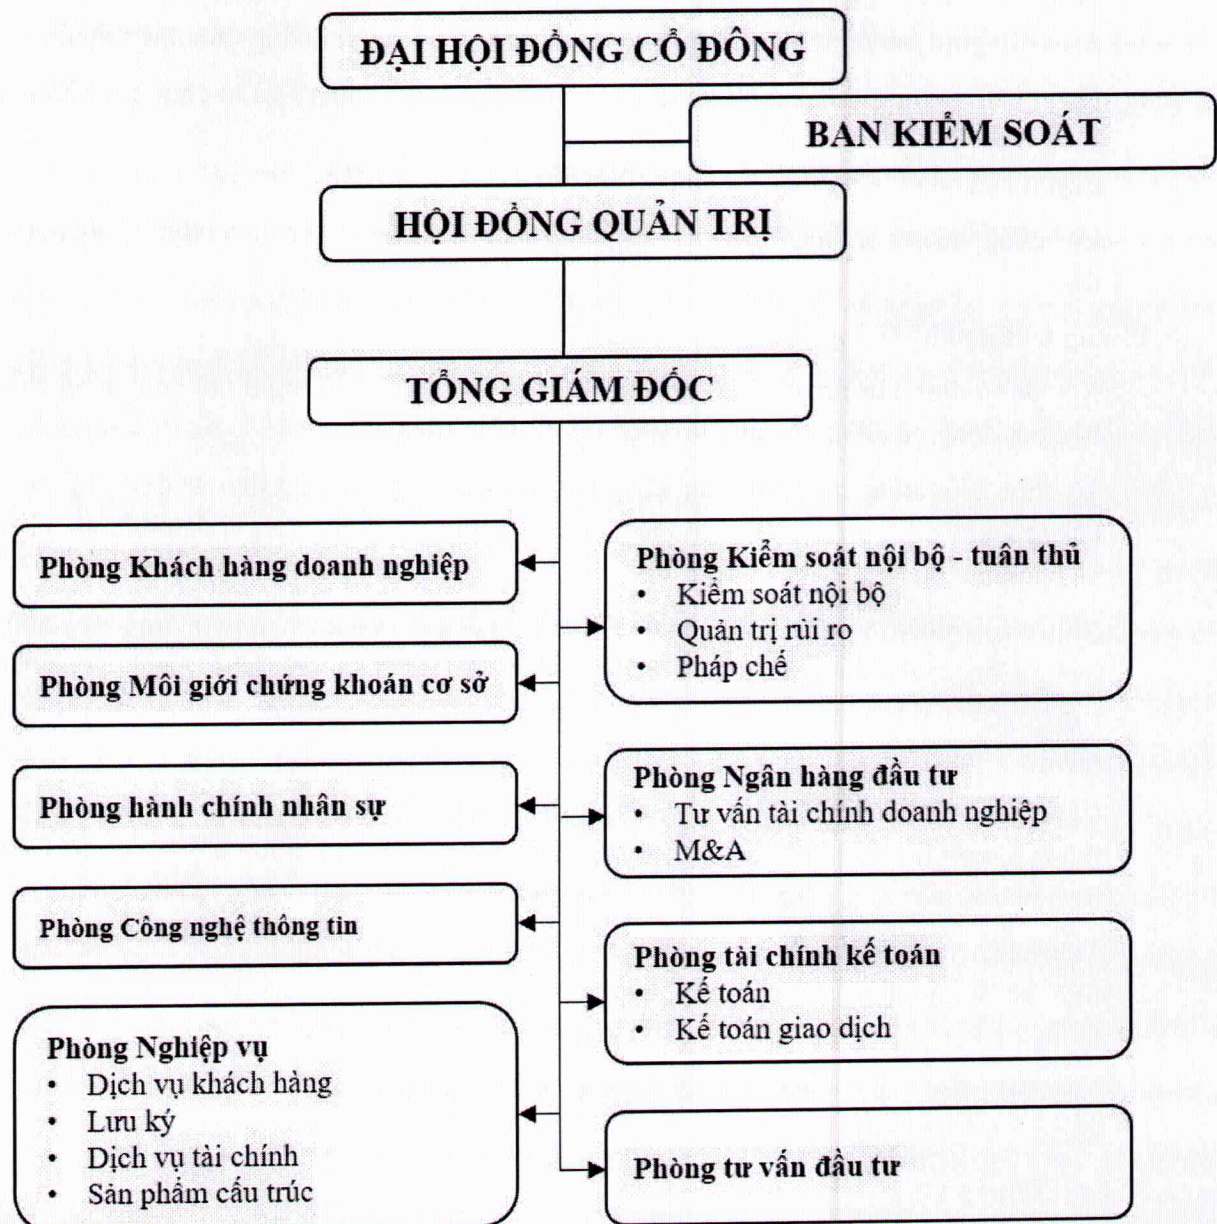 ĐẠI HỘI ĐỒNG CỔ ĐÔNG
BAN KIỂM SOÁT
HỘI ĐỒNG QUẢN TRỊ
TỔNG GIÁM ĐỐC
Phòng Khách hàng doanh nghiệp
Phòng Môi giới chứng khoán cơ sở
Phòng hành chính nhân sự
Phòng Công nghệ thông tin
Phòng Nghiệp vụ
• Dịch vụ khách hàng
• Lưu ký
• Dịch vụ tài chính
• Sản phẩm cấu trúc
Phòng Kiểm soát nội bộ - tuân thủ
• Kiểm soát nội bộ
• Quản trị rủi ro
• Pháp chế
Phòng Ngân hàng đầu tư
• Tư vấn tài chính doanh nghiệp
• M&A
Phòng tài chính kế toán
• Kế toán
• Kế toán giao dịch
Phòng tư vấn đầu tư